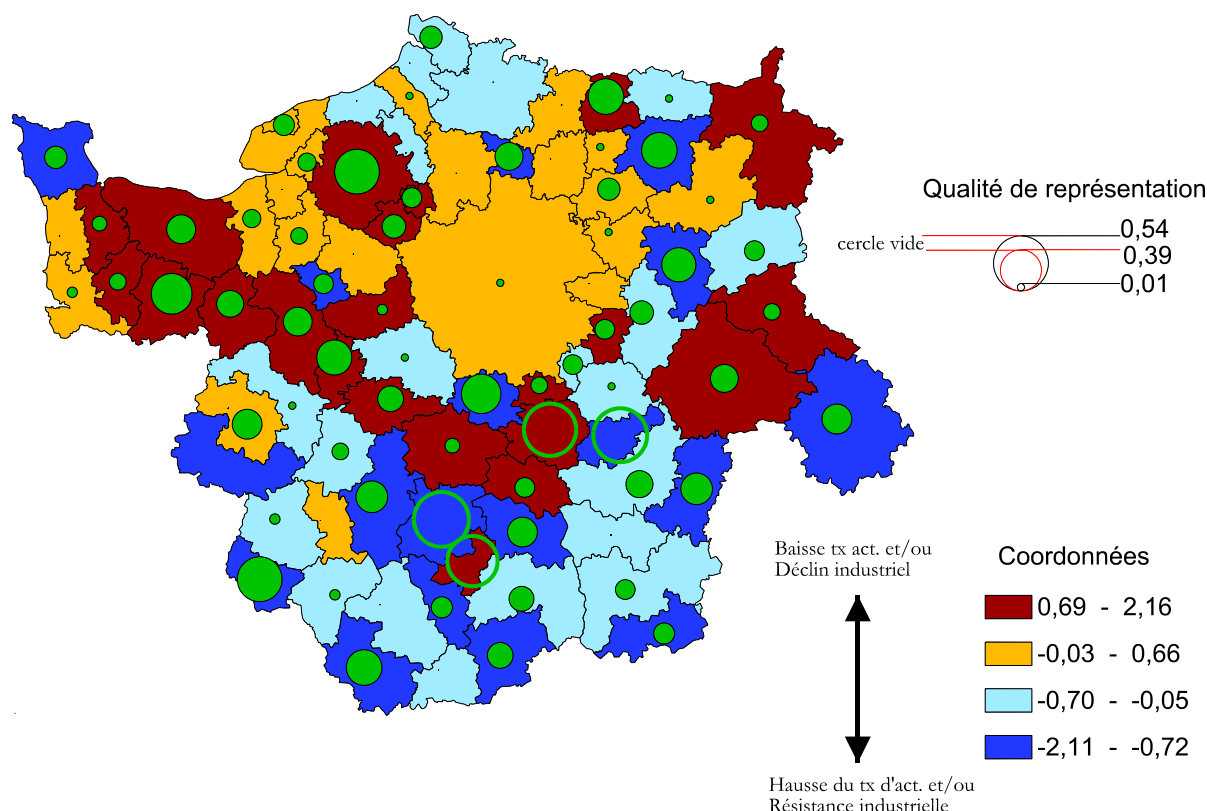 Qualité de représentation
0,54
cercle vide
0,39
0,01
Baisse tx act. et/ou
Déclin industriel
Coordonnées
0,69 - 2,16
-0,03 - 0,66
-0,70 - -0,05
-2,11 - -0,72
Hausse du tx d'act. et/ou
Résistance industrielle